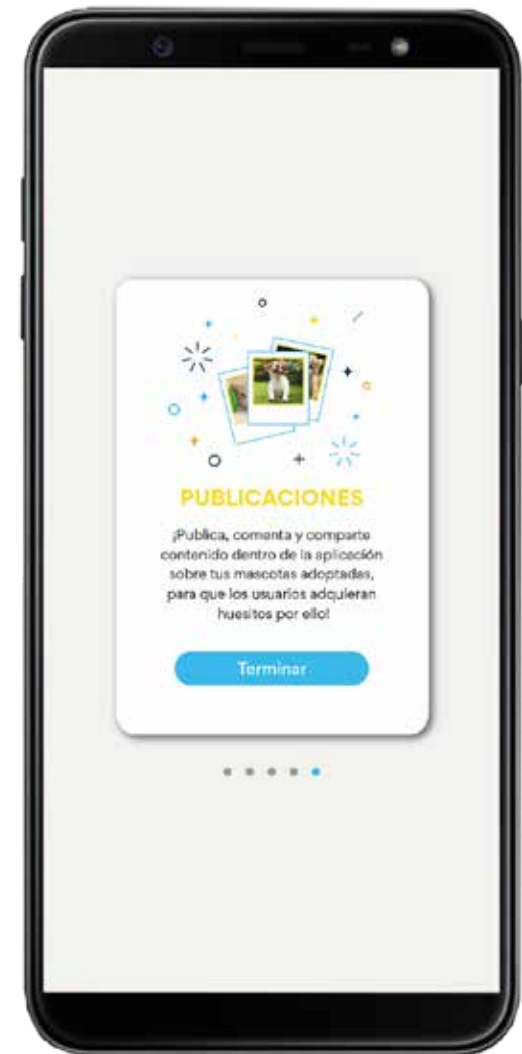 PUBLICACIONES
¡Publica, comenta y comparte
contenido dentro de la aplicación
sobre tus mascotas adoptadas,
para que los usuarios adquieran
huesitos por ello!
Terminar